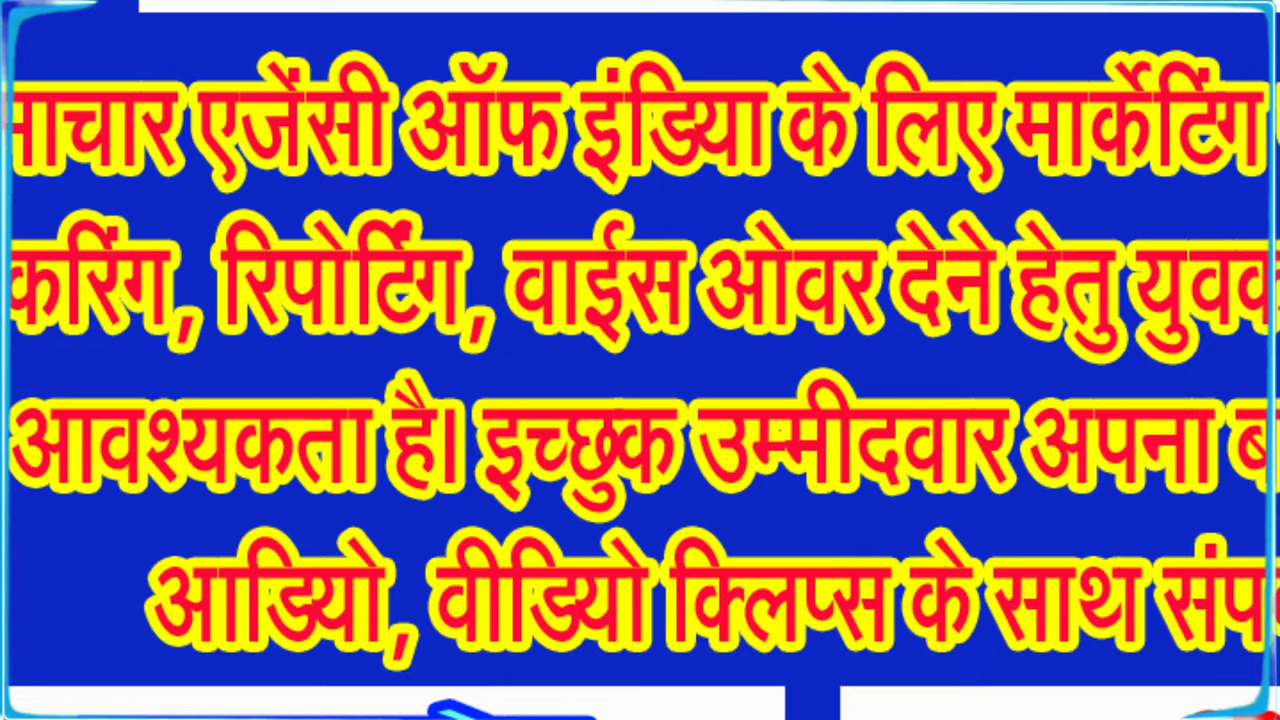 एजेंसी ऑफ इंडिया के लिए मार्केटिंग
रिपोर्टिंग, वाईस ओवर देने हेतु
आवश्यकता है। इच्छुक उम्मीदवार अपना
आडियो, वीडियो क्लिप्स के साथ